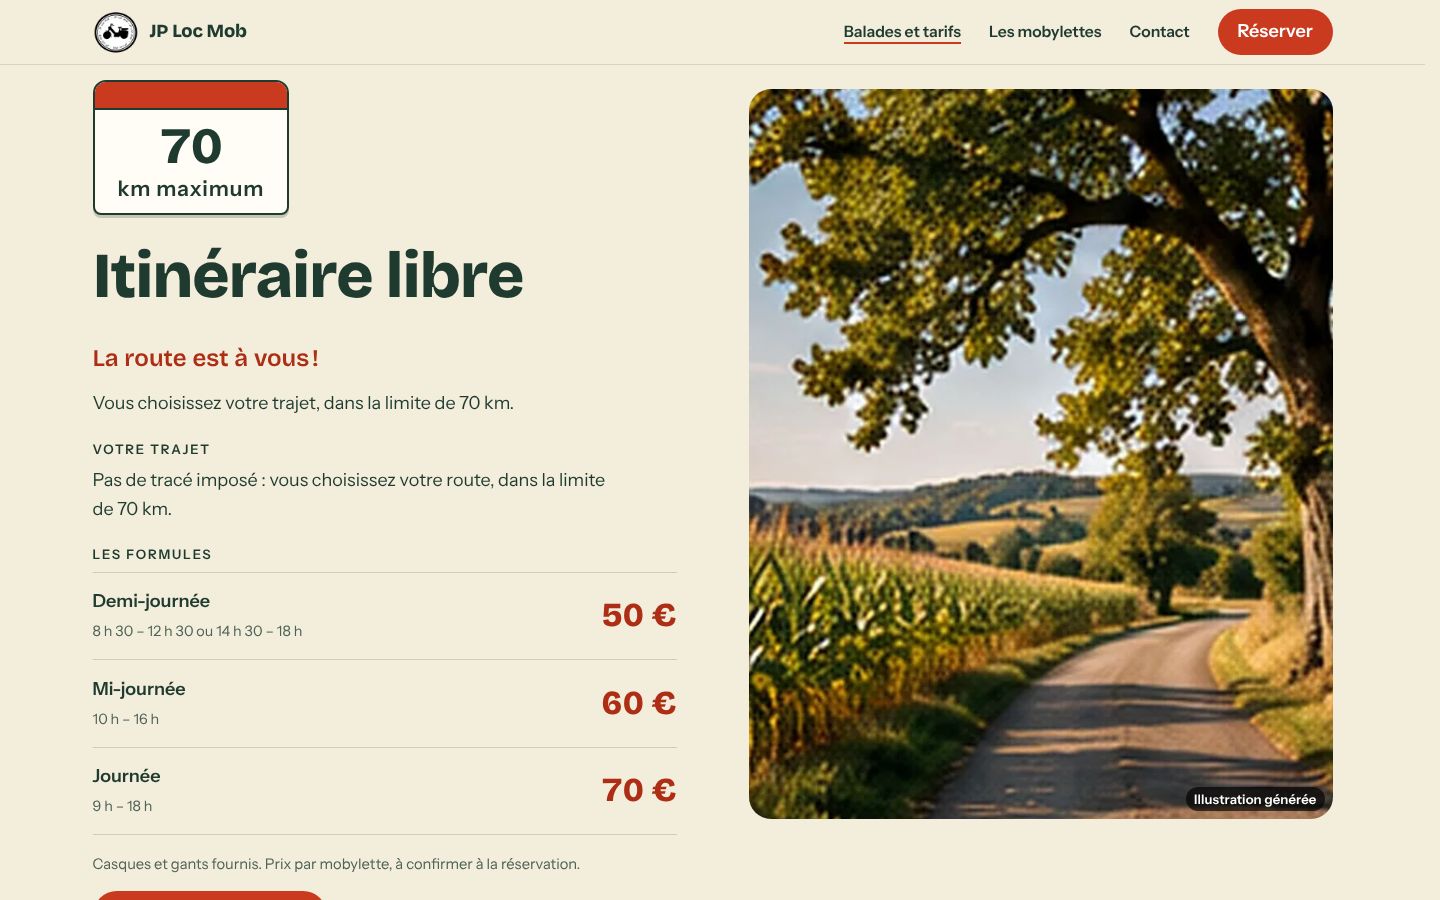 JP Loc Mob
Balades et tarifs
Les mobylettes
Contact
Réserver
70
km maximum
Itinéraire libre
La route est à vous !
Vous choisissez votre trajet, dans la limite de 70 km.
VOTRE TRAJET
Pas de tracé imposé : vous choisissez votre route, dans la limite
de 70 km.
LES FORMULES
Demi-journée
50 €
8 h 30 – 12 h 30 ou 14 h 30 – 18 h
Mi-journée
60 €
10 h – 16 h
Journée
70 €
9 h – 18 h
Casques et gants fournis. Prix par mobylette, à confirmer à la réservation.
Illustration générée